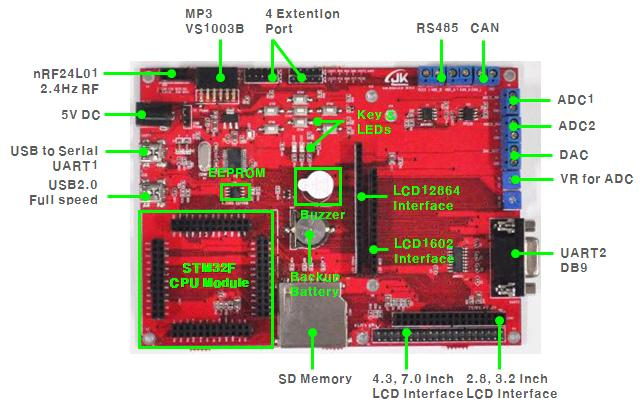 MP3
VS1003B
4 Extention
Port
RS485
CAN
nRF24L01
2.4Hz RF
5V DC
USB to Serial
UART1
USB2.0
Full speed
JK
Key &
LEDs
EEPROM
Buzzer
LCD12864
Interface
LCD1602
Interface
ADC1
ADC2
DAC
VR for ADC
UART2
DB9
STM32F
CPU Module
Backup
Battery
SD Memory
4.3, 7.0 Inch
LCD Interface
2.8, 3.2 Inch
LCD Interface